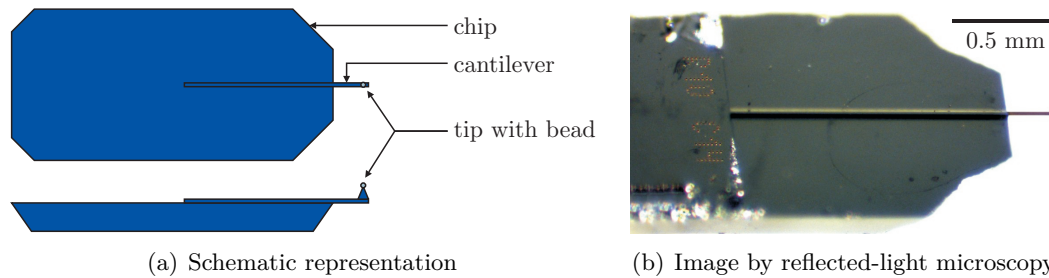 chip
cantilever
tip with bead
0.5 mm
(a) Schematic representation
(b) Image by reflected-light microscopy